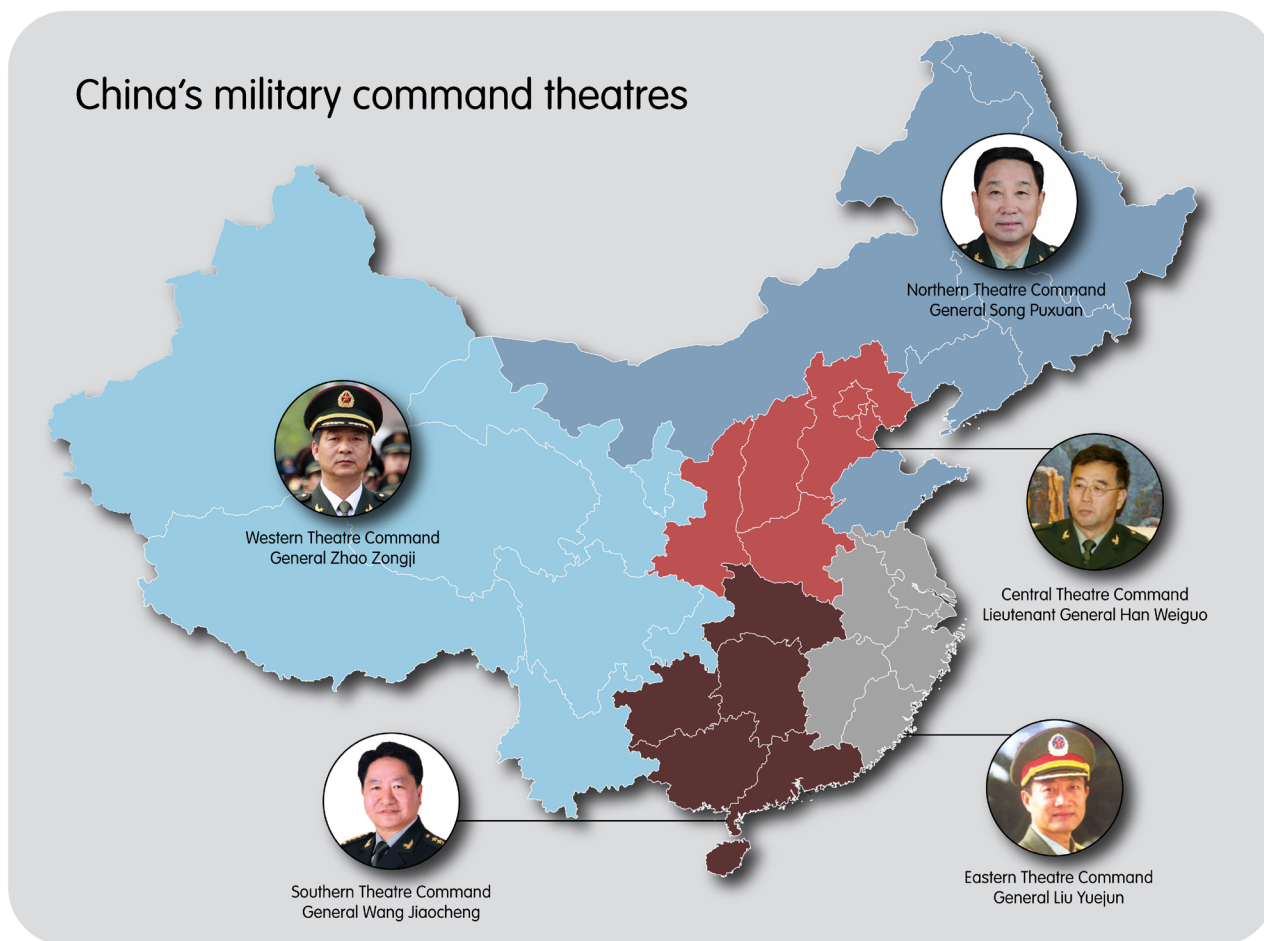 China's military command theatres
Northern Theatre Command
General Song Puxuan
Western Theatre Command
General Zhao Zongji
Central Theatre Command
Lieutenant General Han Weiguo
Southern Theatre Command
General Wang Jiaocheng
Eastern Theatre Command
General Liu Yuejun